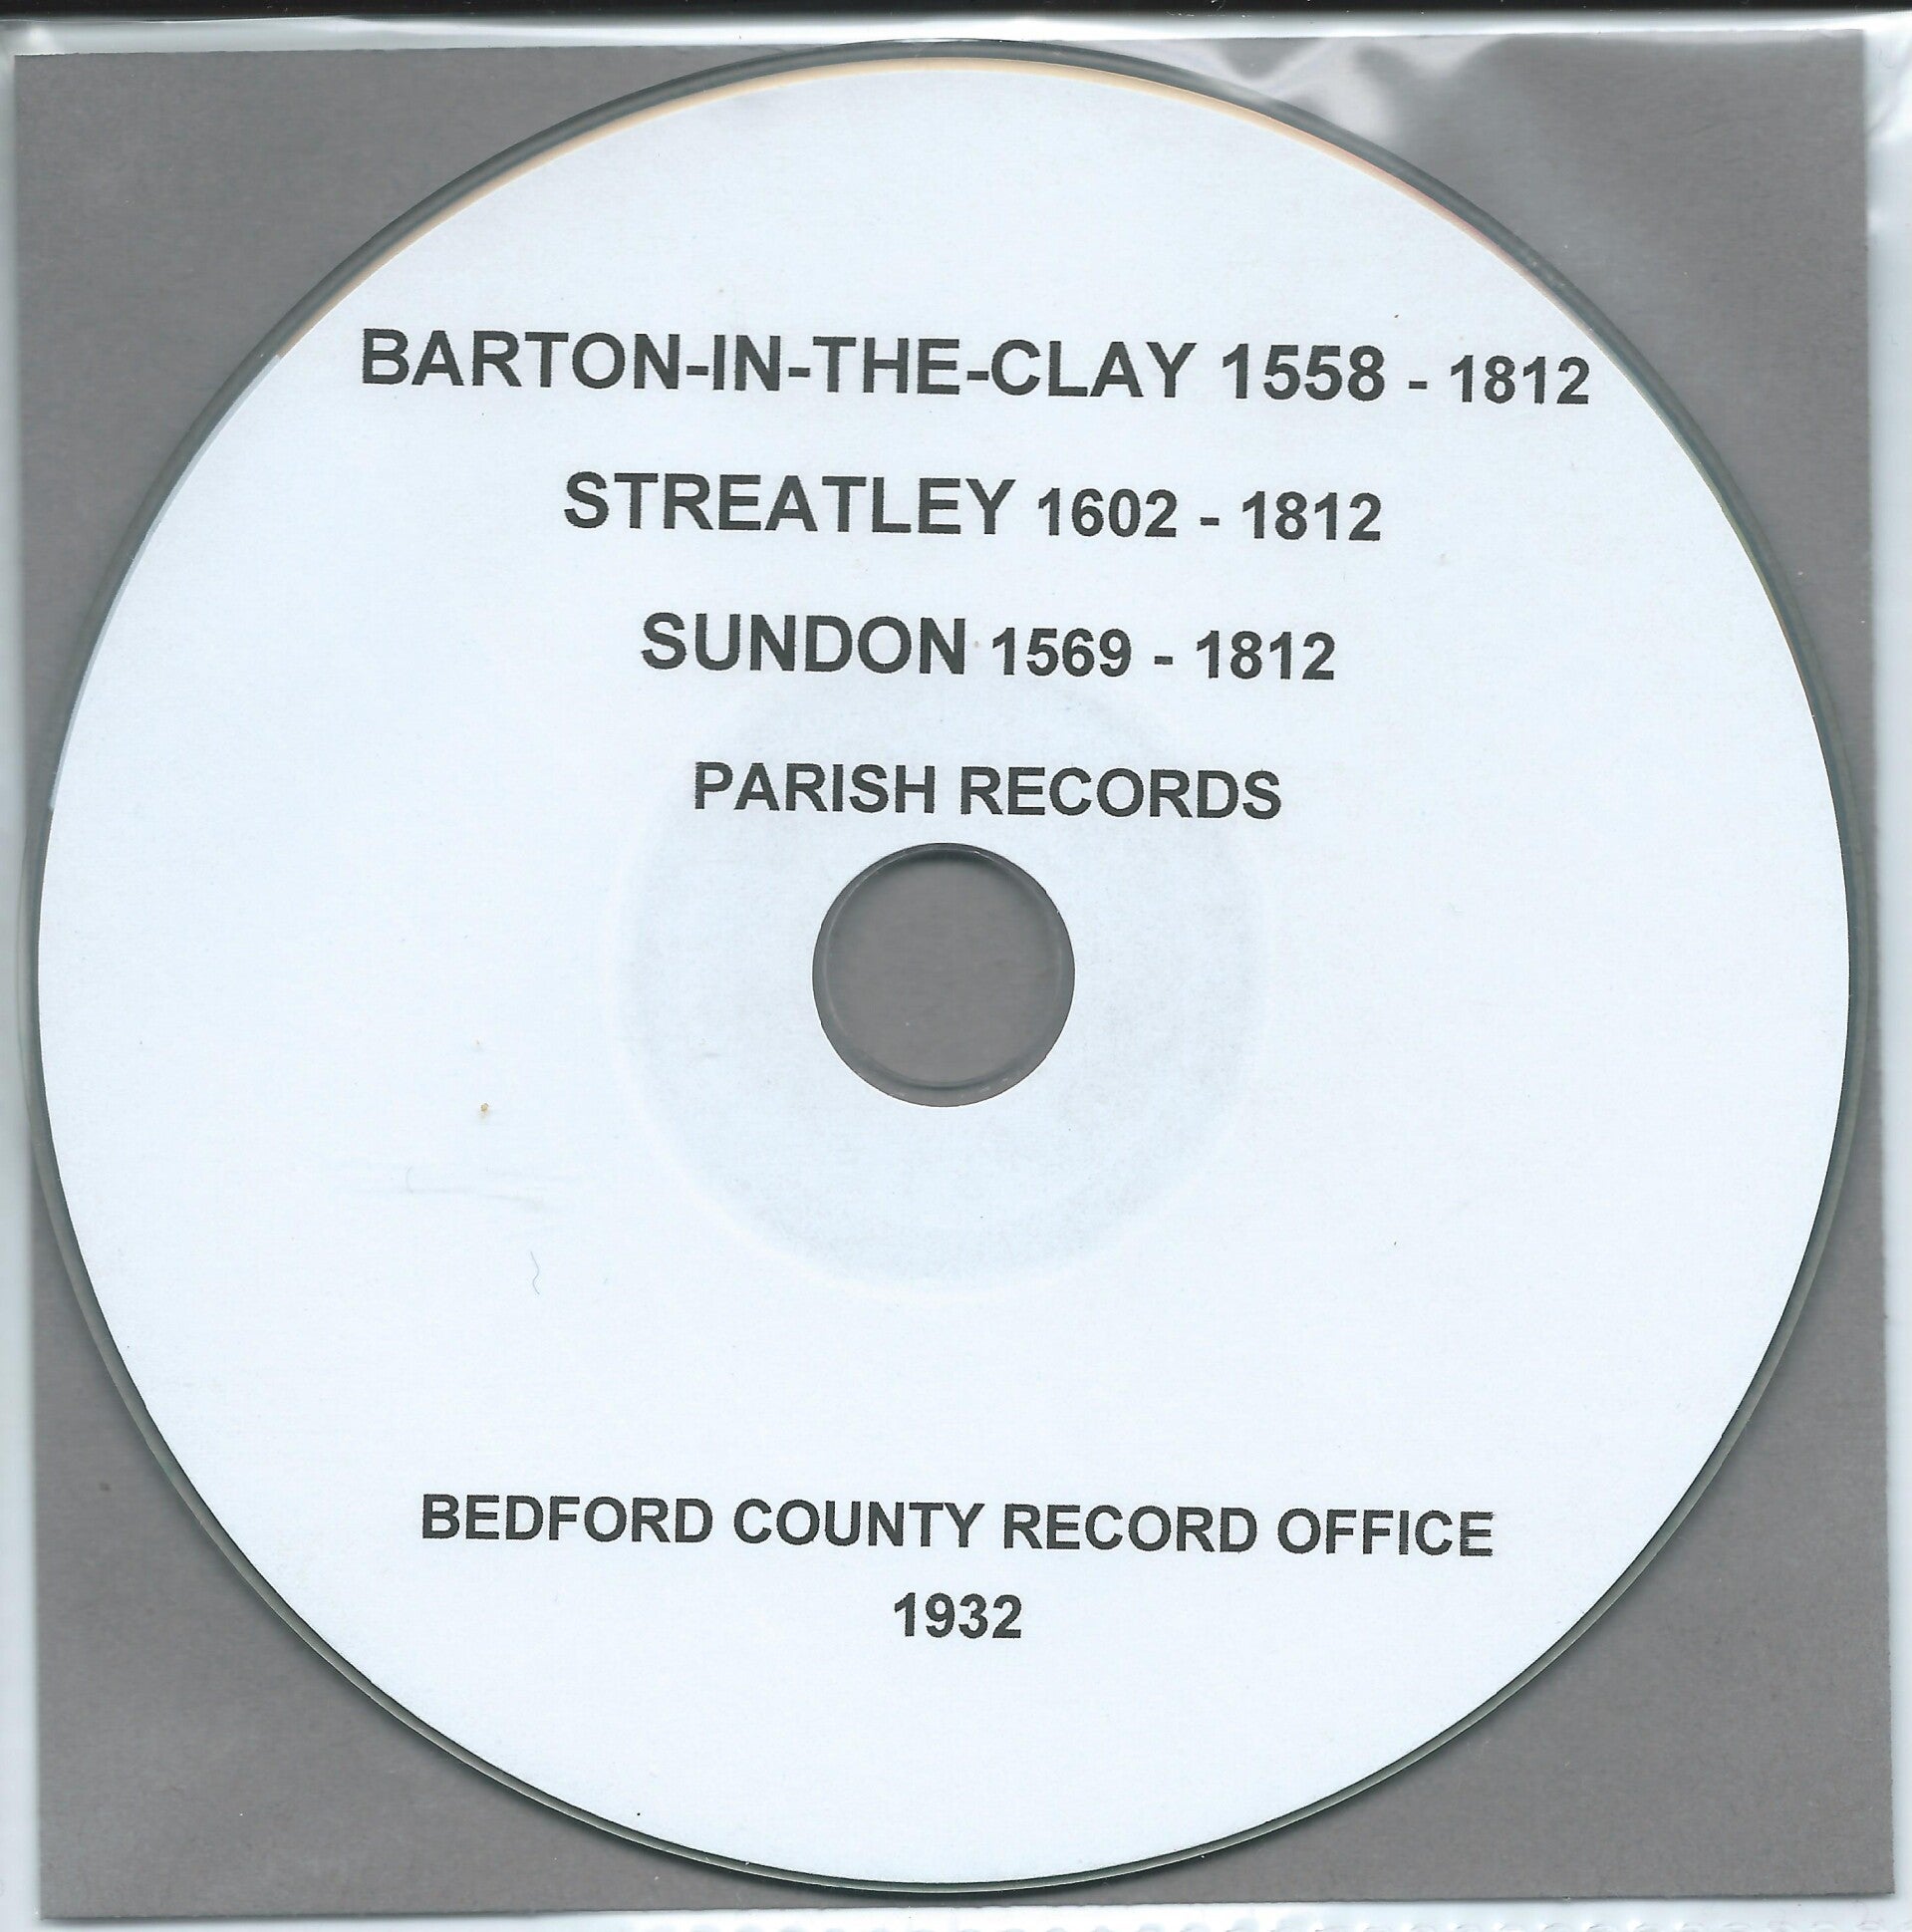 BARTON-IN-THE-CLAY 1558 - 1812
STREATLEY 1602 - 1812
SUNDON 1569 - 1812
PARISH RECORDS
BEDFORD COUNTY RECORD OFFICE
1932